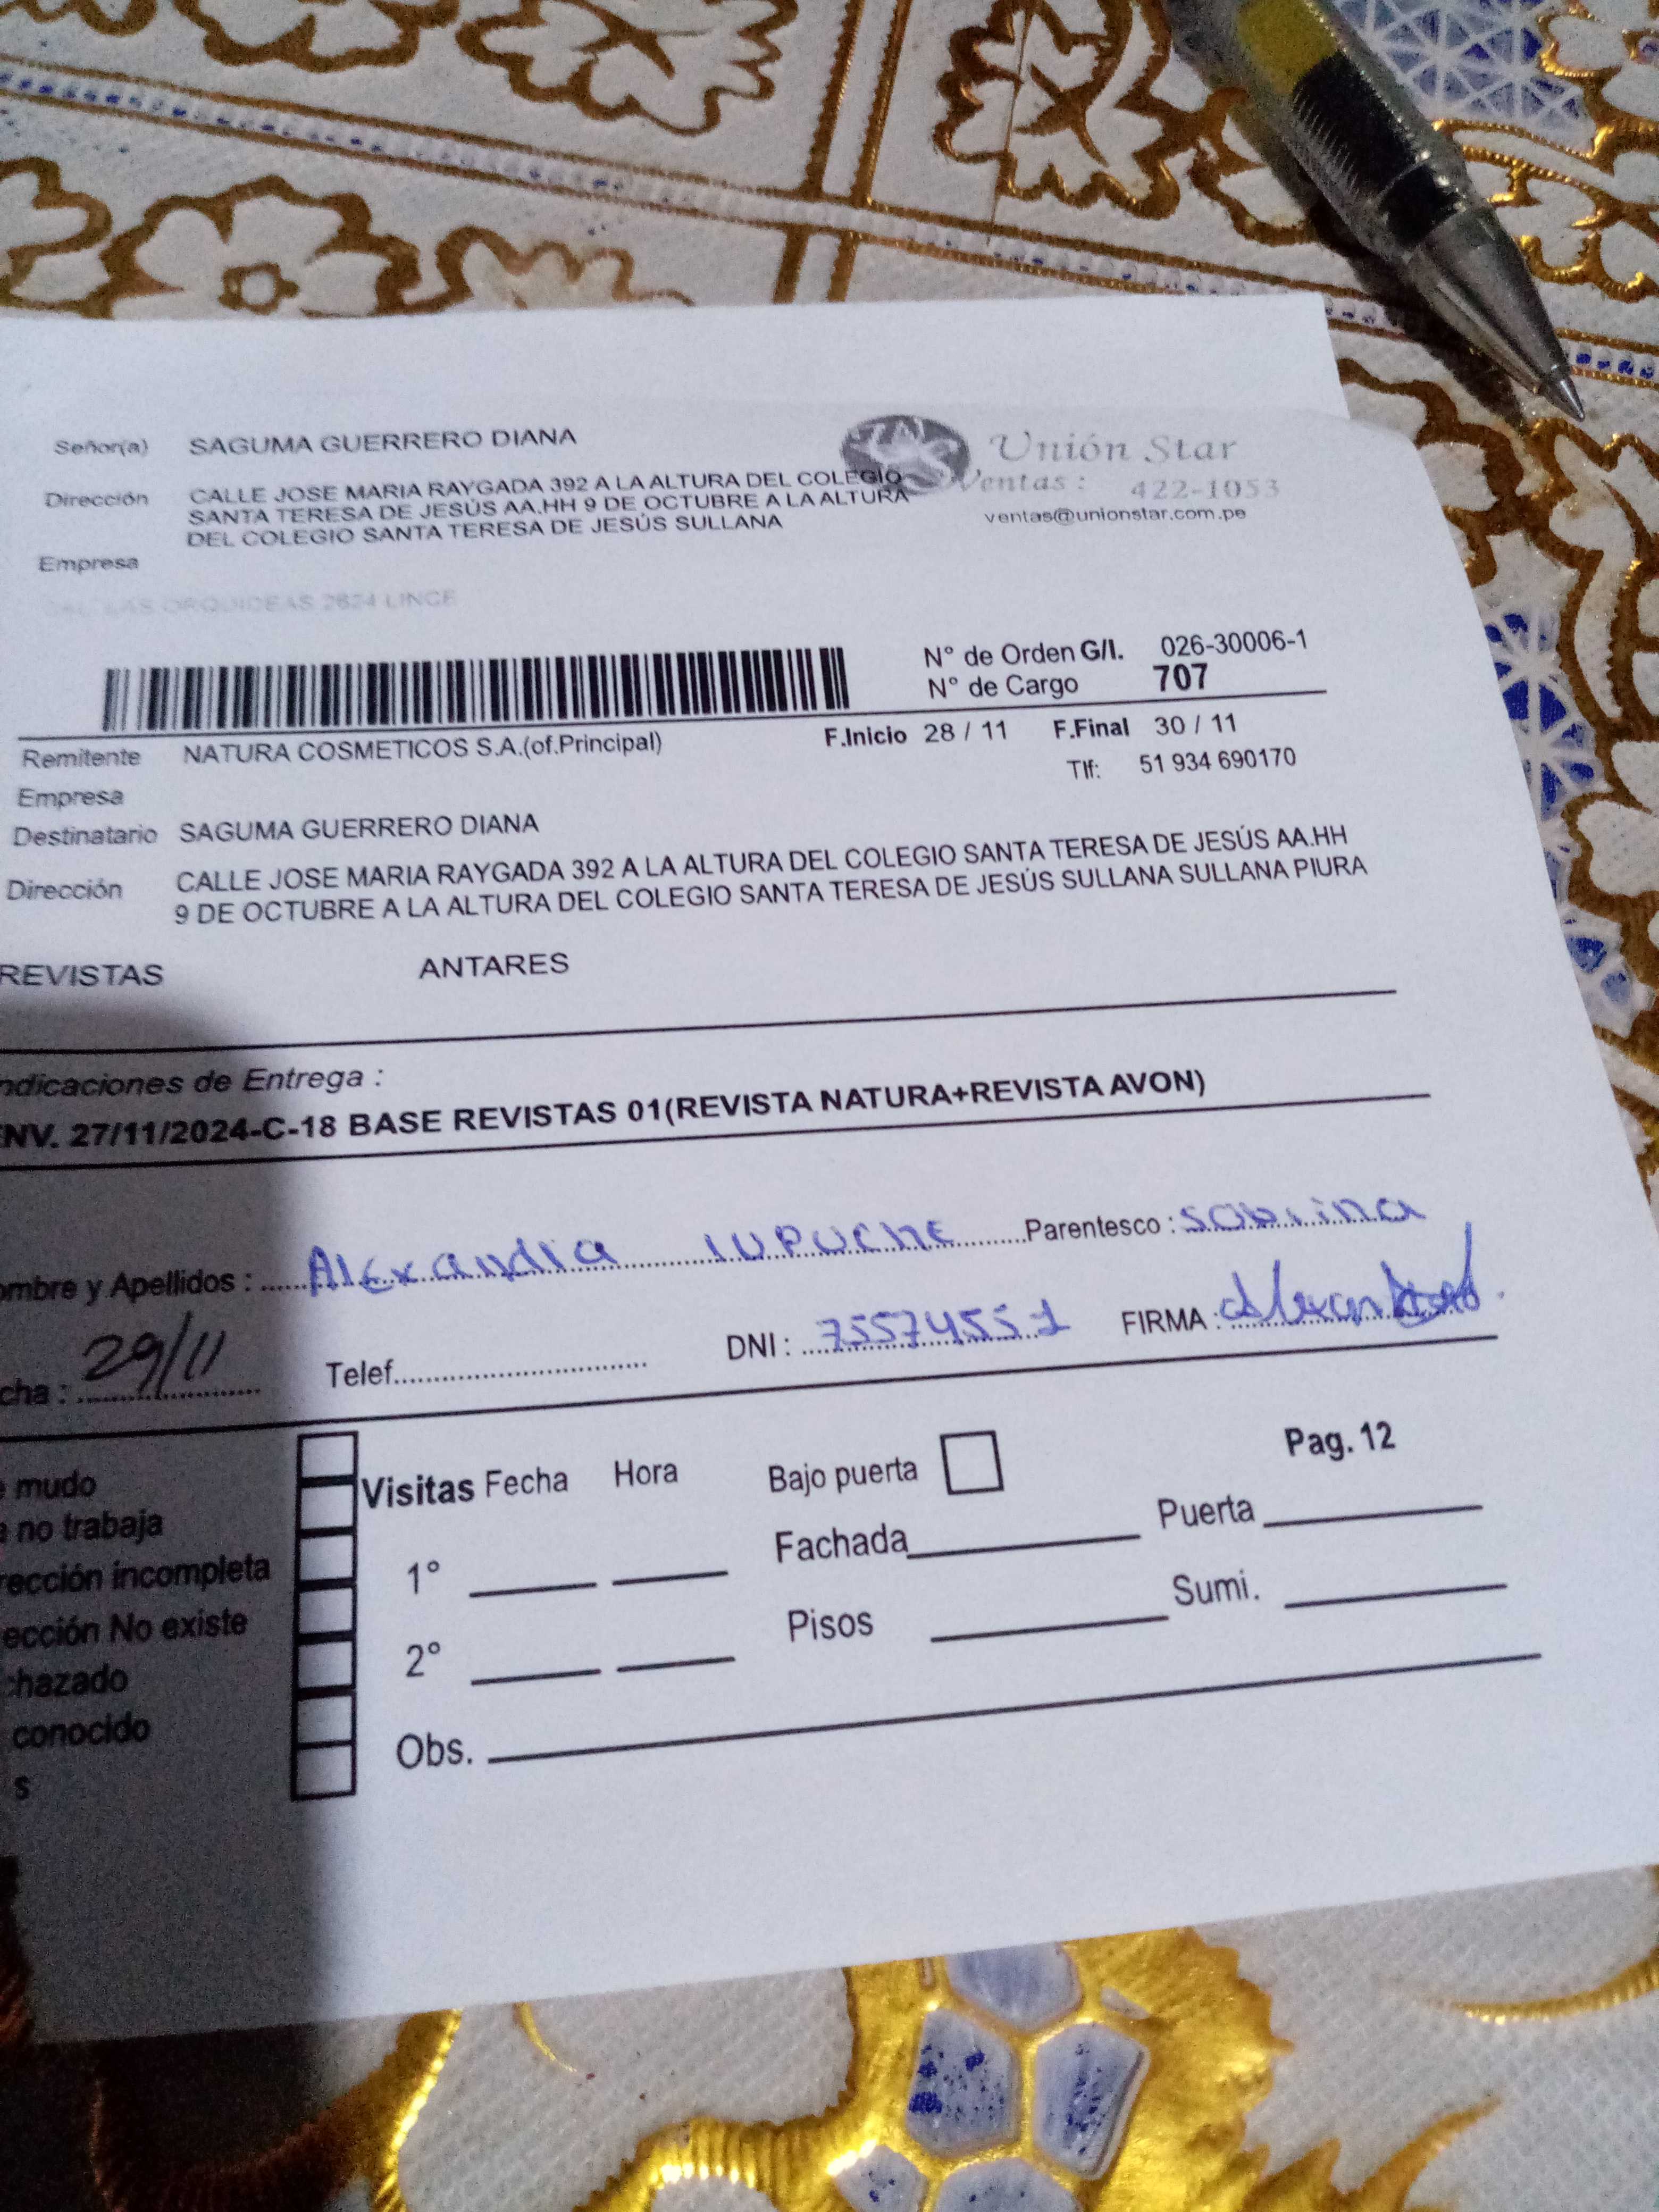 Señor(a) SAGUMA GUERRERO DIANA
Unión Star
Dirección CALLE JOSE MARIA RAYGADA 392 A LA ALTURA DEL COLEGIO
SANTA TERESA DE JESÚS AA.HH 9 DE OCTUBRE A LA ALTURA
DEL COLEGIO SANTA TERESA DE JESÚS SULLANA
Ventas : 422-1053
ventas@unionstar.com.pe
Empresa
ORQUIDEAS 2624 LINCE
N° de Orden G/I. 026-30006-1
N° de Cargo 707
Remitente NATURA COSMETICOS S.A.(of.Principal)
F.Inicio 28 / 11 F.Final 30 / 11
Tlf: 51 934 690170
Empresa
Destinatario SAGUMA GUERRERO DIANA
Dirección CALLE JOSE MARIA RAYGADA 392 A LA ALTURA DEL COLEGIO SANTA TERESA DE JESÚS AA.HH
9 DE OCTUBRE A LA ALTURA DEL COLEGIO SANTA TERESA DE JESÚS SULLANA SULLANA PIURA
REVISTAS ANTARES
ndicaciones de Entrega :
ENV. 27/11/2024-C-18 BASE REVISTAS 01(REVISTA NATURA+REVISTA AVON)
ombre y Apellidos : Alexandra Parentesco : sobrina
cha : 29/11 Telef. DNI : 75574551 FIRMA :
mudo
no trabaja
rección incompleta
ección No existe
chazado
conocido
s
Visitas Fecha Hora
1°
2°
Obs.
Bajo puerta Pag. 12
Fachada Puerta
Pisos Sumi.